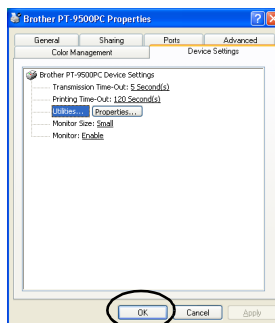 Brother PT-9500PC Properties
General Sharing Ports Advanced
Color Management Device Settings
Brother PT-9500PC Device Settings
Transmission Time-Out: 5 Second(s)
Printing Time-Out: 120 Second(s)
Utilities... Properties...
Monitor Size: Small
Monitor: Enable
OK Cancel Apply